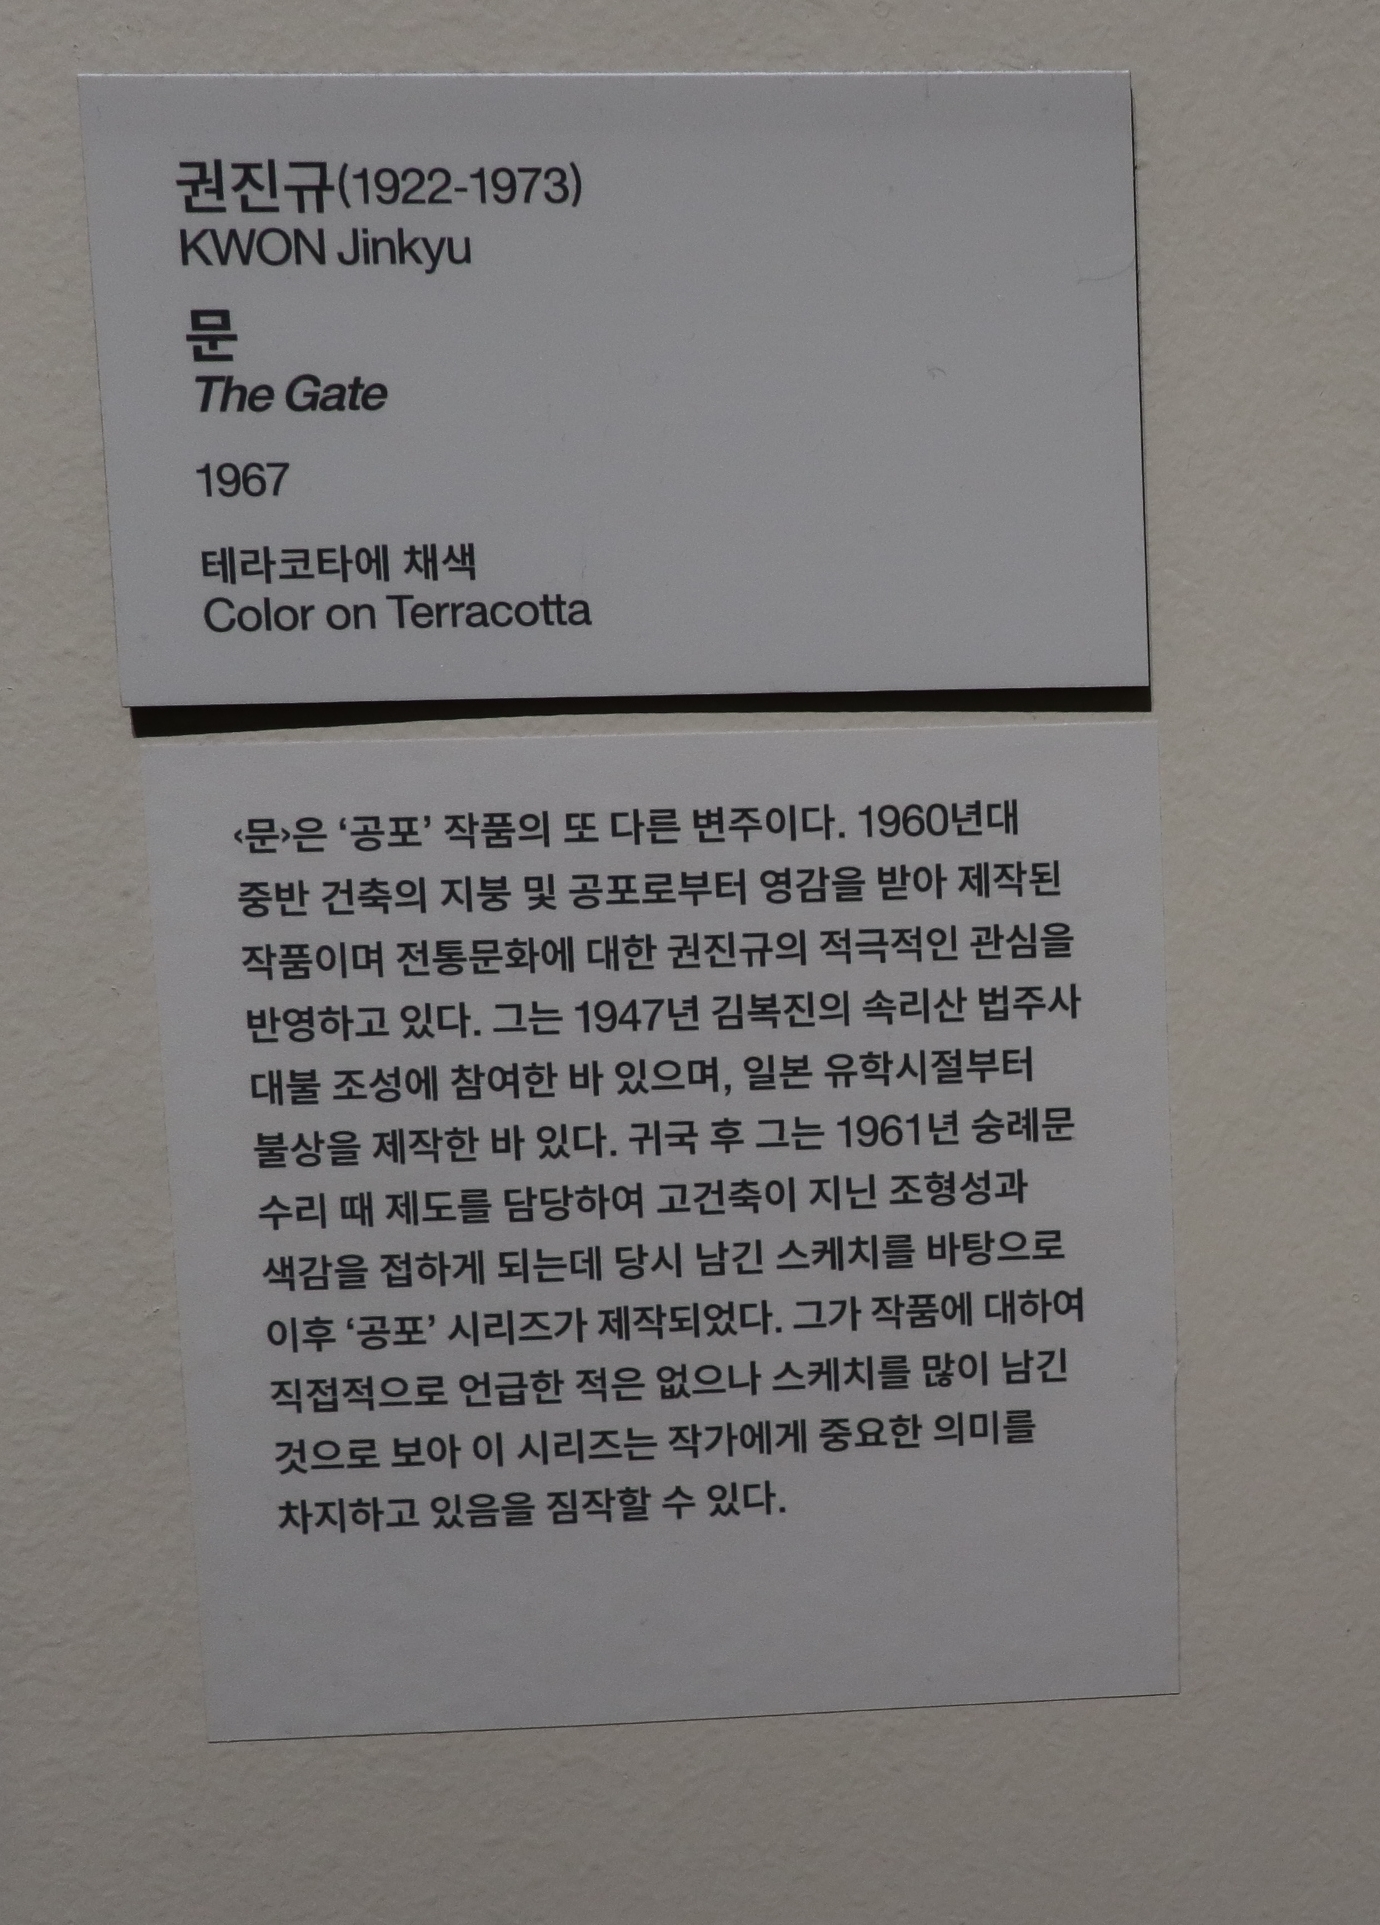 권진규(1922-1973)
KWON Jinkyu
문
The Gate
1967
테라코타에 채색
Color on Terracotta
‹문›은 ‘공포’ 작품의 또 다른 변주이다. 1960년대
중반 건축의 지붕 및 공포로부터 영감을 받아 제작된
작품이며 전통문화에 대한 권진규의 적극적인 관심을
반영하고 있다. 그는 1947년 김복진의 속리산 법주사
대불 조성에 참여한 바 있으며, 일본 유학시절부터
불상을 제작한 바 있다. 귀국 후 그는 1961년 숭례문
수리 때 제도를 담당하여 고건축이 지닌 조형성과
색감을 접하게 되는데 당시 남긴 스케치를 바탕으로
이후 ‘공포’ 시리즈가 제작되었다. 그가 작품에 대하여
직접적으로 언급한 적은 없으나 스케치를 많이 남긴
것으로 보아 이 시리즈는 작가에게 중요한 의미를
차지하고 있음을 짐작할 수 있다.